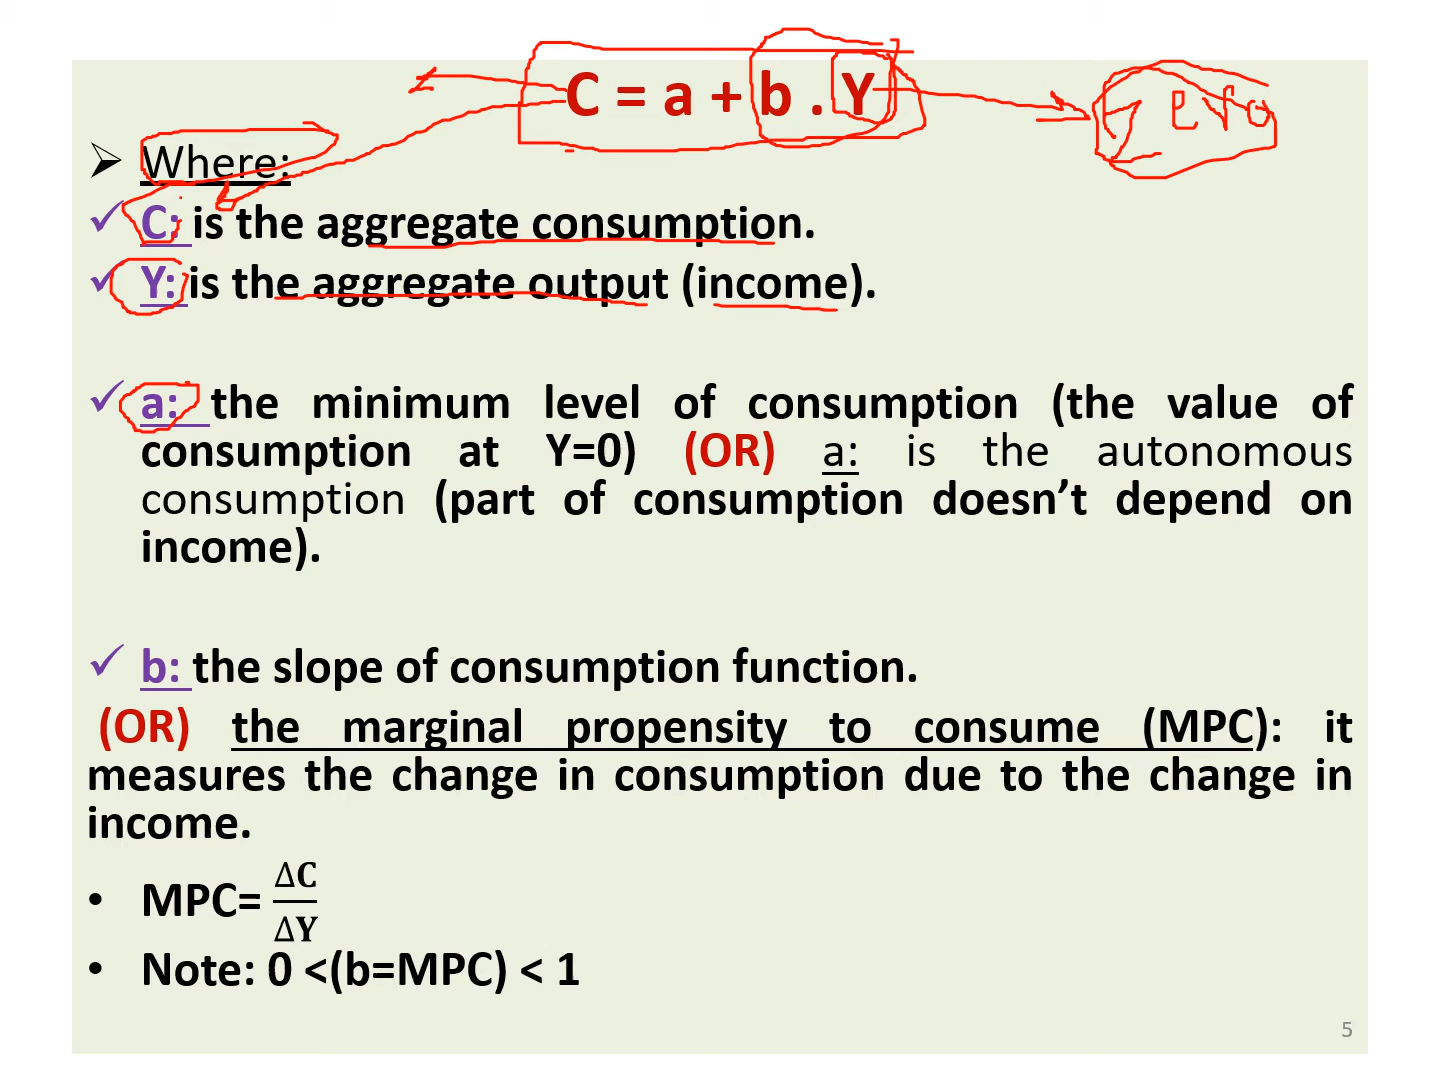 C = a + b . Y
Where:
C: is the aggregate consumption.
Y: is the aggregate output (income).
a: the minimum level of consumption (the value of
consumption at Y=0) (OR) a: is the autonomous
consumption (part of consumption doesn’t depend on
income).
b: the slope of consumption function.
(OR) the marginal propensity to consume (MPC): it
measures the change in consumption due to the change in
income.
• MPC= ΔC/ΔY
• Note: 0 <(b=MPC) < 1
5